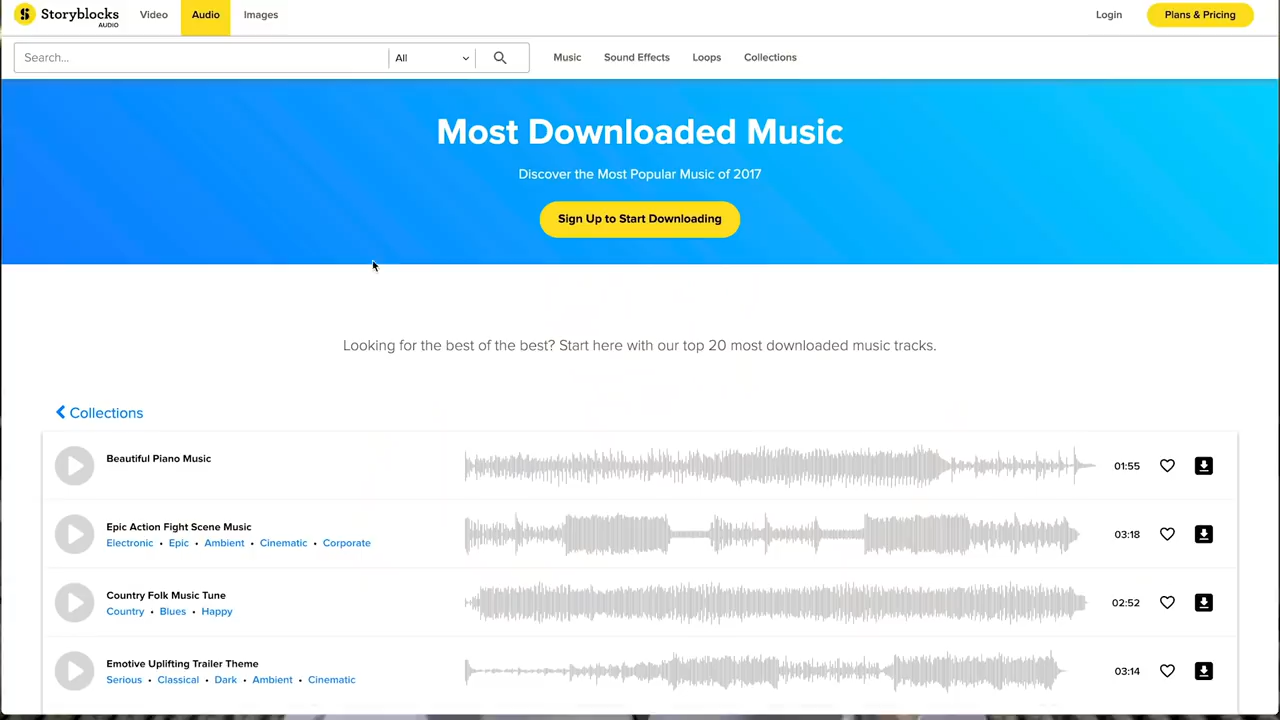 Storyblocks
AUDIO
Video
Audio
Images
Login
Plans & Pricing
Search...
All
Music
Sound Effects
Loops
Collections
Most Downloaded Music
Discover the Most Popular Music of 2017
Sign Up to Start Downloading
Looking for the best of the best? Start here with our top 20 most downloaded music tracks.
Collections
Beautiful Piano Music
01:55
Epic Action Fight Scene Music
Electronic • Epic • Ambient • Cinematic • Corporate
03:18
Country Folk Music Tune
Country • Blues • Happy
02:52
Emotive Uplifting Trailer Theme
Serious • Classical • Dark • Ambient • Cinematic
03:14